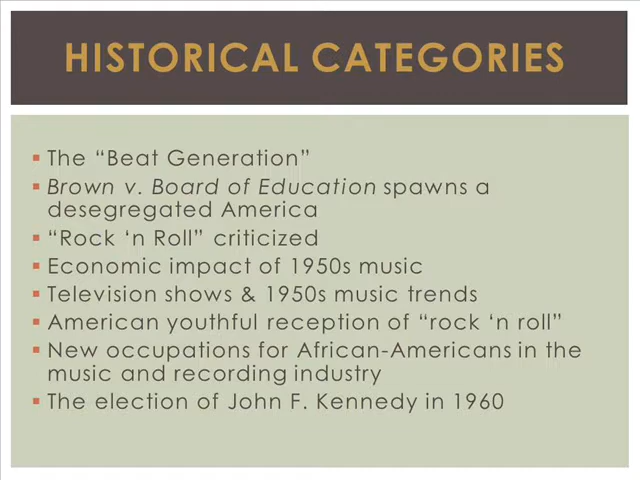 HISTORICAL CATEGORIES
▪ The “Beat Generation”
▪ Brown v. Board of Education spawns a
desegregated America
▪ “Rock ‘n Roll” criticized
▪ Economic impact of 1950s music
▪ Television shows & 1950s music trends
▪ American youthful reception of “rock ‘n roll”
▪ New occupations for African-Americans in the
music and recording industry
▪ The election of John F. Kennedy in 1960